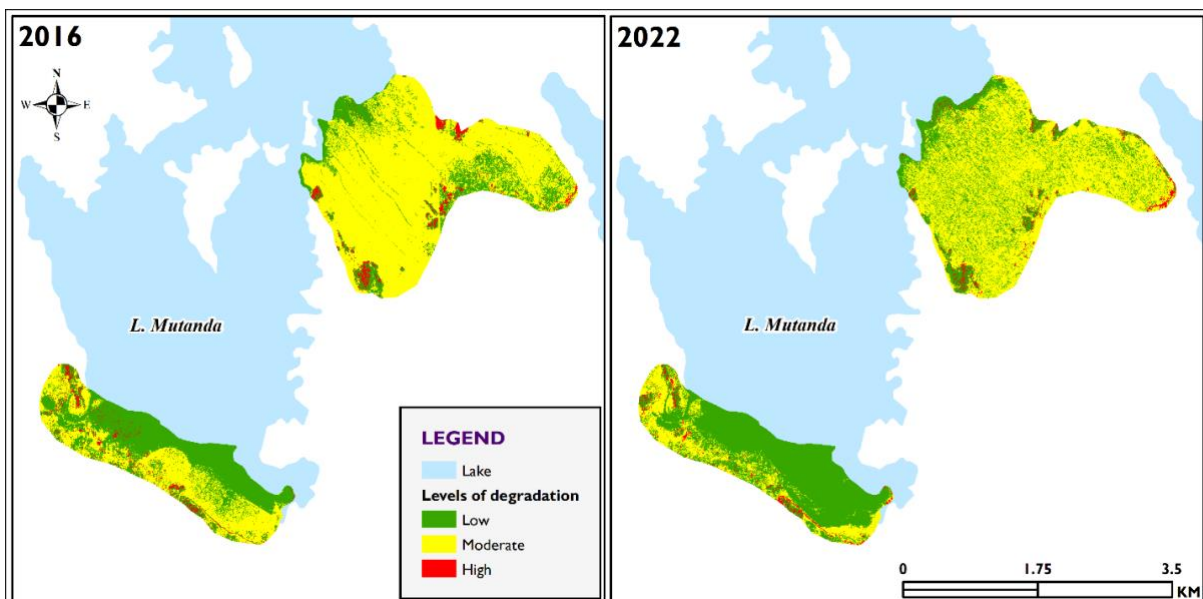 2016
N
W E
S
L. Mutanda
LEGEND
Lake
Levels of degradation
Low
Moderate
High
2022
L. Mutanda
0 1.75 3.5
KM